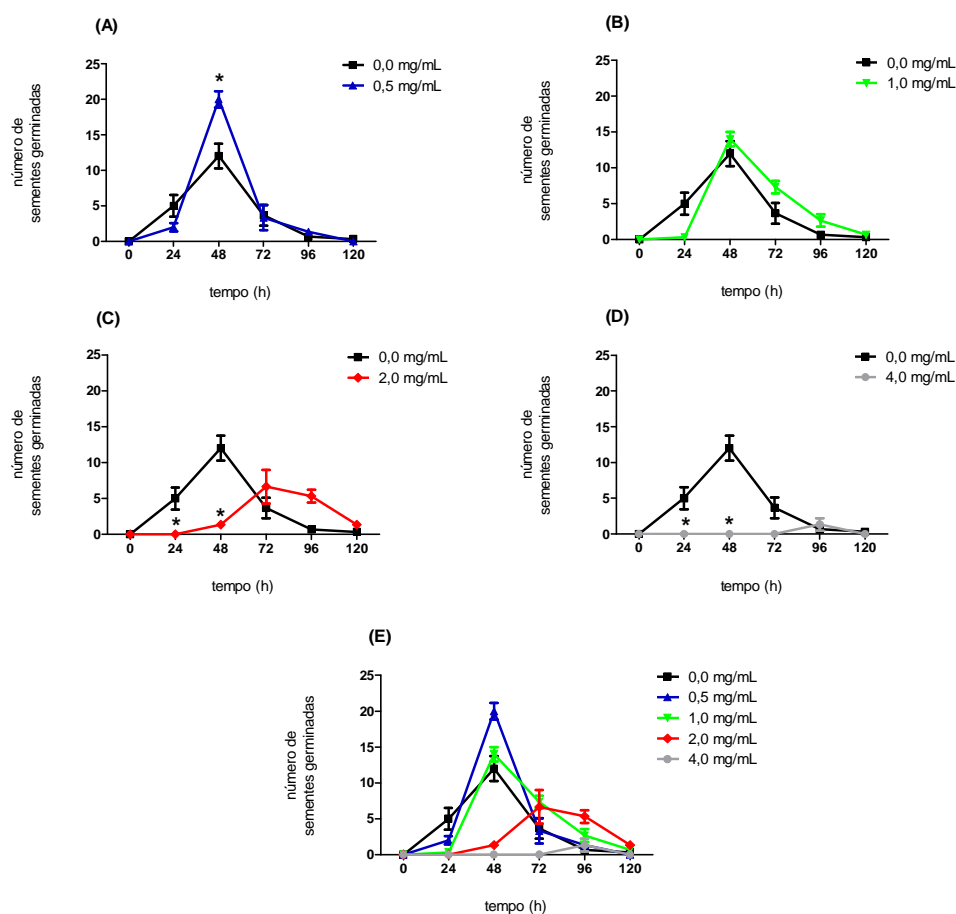 (A)
0,0 mg/mL
0,5 mg/mL
número de
sementes germinadas
25
20
15
10
5
0
*
0 24 48 72 96 120
tempo (h)
(B)
0,0 mg/mL
1,0 mg/mL
número de
sementes germinadas
25
20
15
10
5
0
0 24 48 72 96 120
tempo (h)
(C)
0,0 mg/mL
2,0 mg/mL
número de
sementes germinadas
25
20
15
10
5
0
* *
0 24 48 72 96 120
tempo (h)
(D)
0,0 mg/mL
4,0 mg/mL
número de
sementes germinadas
25
20
15
10
5
0
* *
0 24 48 72 96 120
tempo (h)
(E)
0,0 mg/mL
0,5 mg/mL
1,0 mg/mL
2,0 mg/mL
4,0 mg/mL
número de
sementes germinadas
25
20
15
10
5
0
0 24 48 72 96 120
tempo (h)